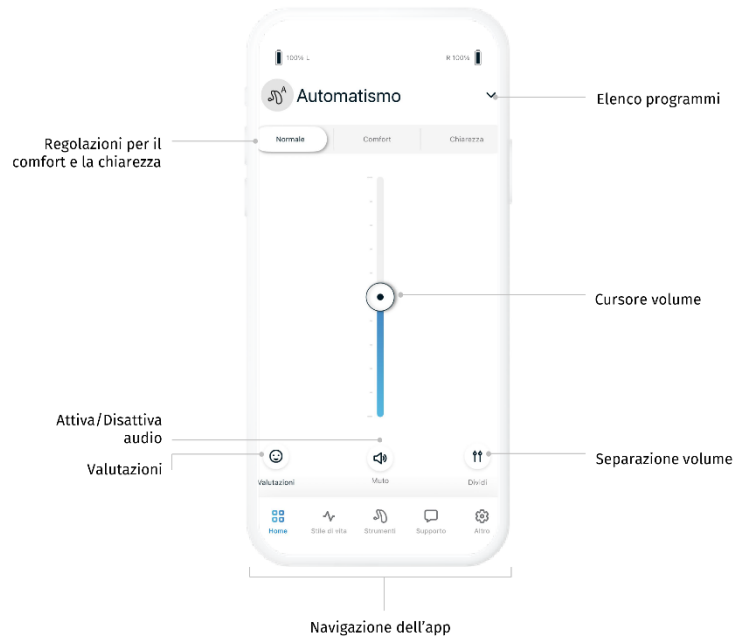 100% L
R 100%
A
Automatismo
Elenco programmi
Normale
Comfort
Chiarezza
Regolazioni per il
comfort e la chiarezza
Cursore volume
Attiva/Disattiva
audio
Valutazioni
Separazione volume
Valutazioni
Muto
Dividi
Home
Stile di vita
Strumenti
Supporto
Altro
Navigazione dell'app